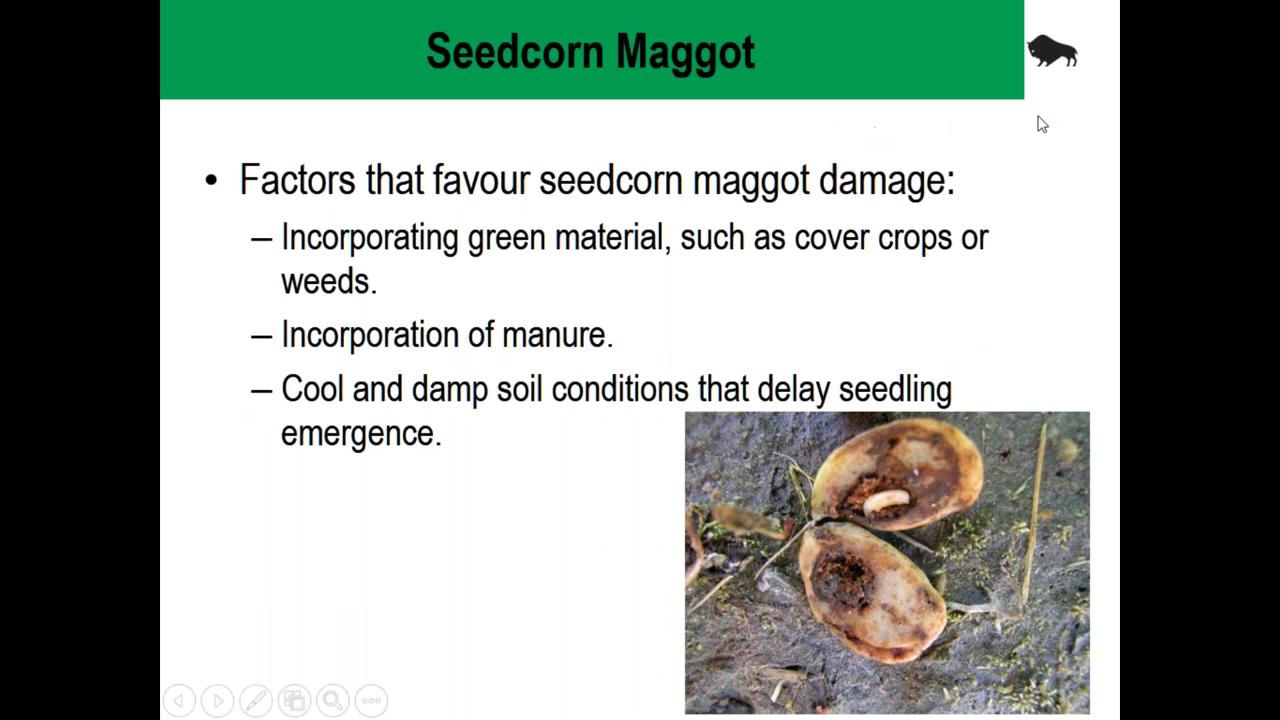 Seedcorn Maggot
• Factors that favour seedcorn maggot damage:
– Incorporating green material, such as cover crops or
weeds.
– Incorporation of manure.
– Cool and damp soil conditions that delay seedling
emergence.